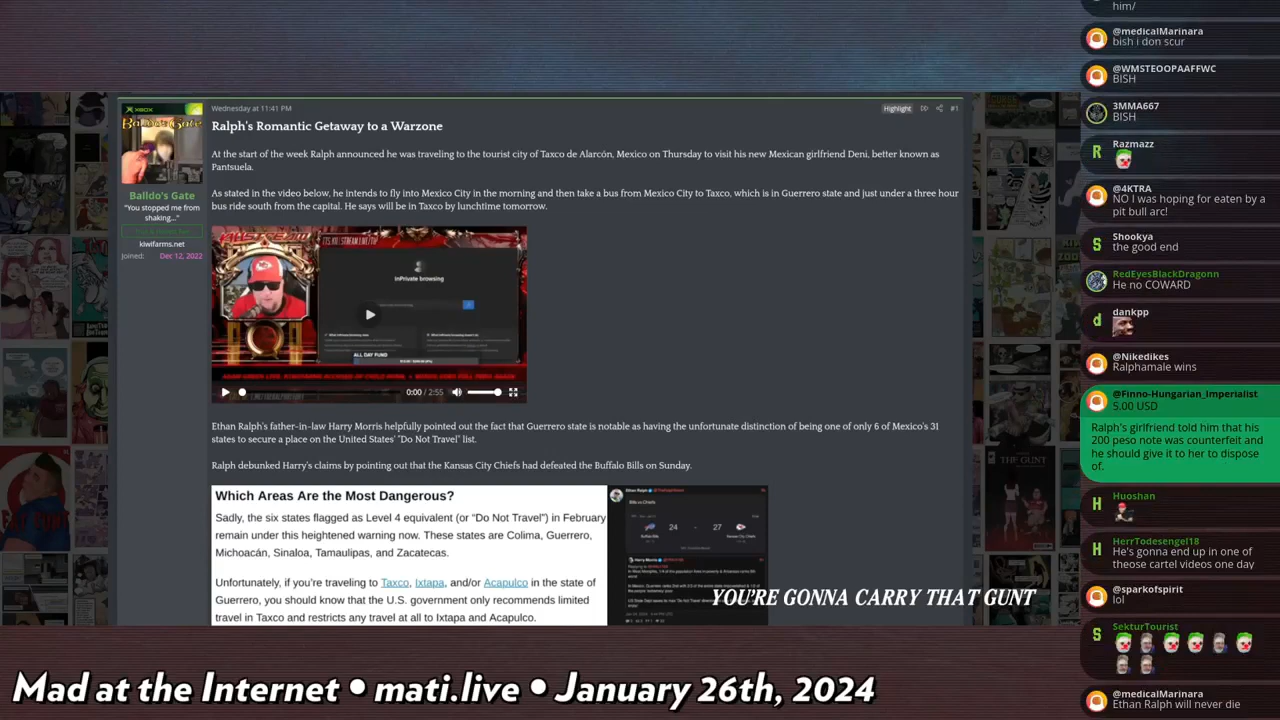 Wednesday at 11:41 PM
Highlight
#1
Ralph's Romantic Getaway to a Warzone
At the start of the week Ralph announced he was traveling to the tourist city of Taxco de Alarcón, Mexico on Thursday to visit his new Mexican girlfriend Deni, better known as
Pantsuela.
As stated in the video below, he intends to fly into Mexico City in the morning and then take a bus from Mexico City to Taxco, which is in Guerrero state and just under a three hour
bus ride south from the capital. He says will be in Taxco by lunchtime tomorrow.
XBOX
Balldo's Gate
Balldo's Gate
"You stopped me from
shaking..."
kiwifarms.net
Joined: Dec 12, 2022
InPrivate browsing
ALL DAY FUND
0:00 / 2:55
Ethan Ralph's father-in-law Harry Morris helpfully pointed out the fact that Guerrero state is notable as having the unfortunate distinction of being one of only 6 of Mexico's 31
states to secure a place on the United States' "Do Not Travel" list.
Ralph debunked Harry's claims by pointing out that the Kansas City Chiefs had defeated the Buffalo Bills on Sunday.
Which Areas Are the Most Dangerous?
Sadly, the six states flagged as Level 4 equivalent (or “Do Not Travel”) in February
remain under this heightened warning now. These states are Colima, Guerrero,
Michoacán, Sinaloa, Tamaulipas, and Zacatecas.
Unfortunately, if you're traveling to Taxco, Ixtapa, and/or Acapulco in the state of
Guerrero, you should know that the U.S. government only recommends limited
travel in Taxco and restricts any travel at all to Ixtapa and Acapulco.
Ethan Ralph
Bills vs Chiefs
24 - 27
Harry Morris
YOU'RE GONNA CARRY THAT GUNT
THE GUNT
Mad at the Internet • mati.live • January 26th, 2024
him/
@medicalMarinara
bish i don scur
@WMSTEOOPAAFFWC
BISH
3MMA667
BISH
R
Razmazz
@4KTRA
NO I was hoping for eaten by a
pit bull arc!
S
Shookya
the good end
RedEyesBlackDragonn
He no COWARD
d
dankpp
@Nikedikes
Ralphamale wins
@Finno-Hungarian_Imperialist
5.00 USD
Ralph's girlfriend told him that his
200 peso note was counterfeit and
he should give it to her to dispose
of.
H
Huoshan
H
HerrTodesengel18
He's gonna end up in one of
theose cartel videos one day
@sparkofspirit
lol
S
SekturTourist
@medicalMarinara
Ethan Ralph will never die